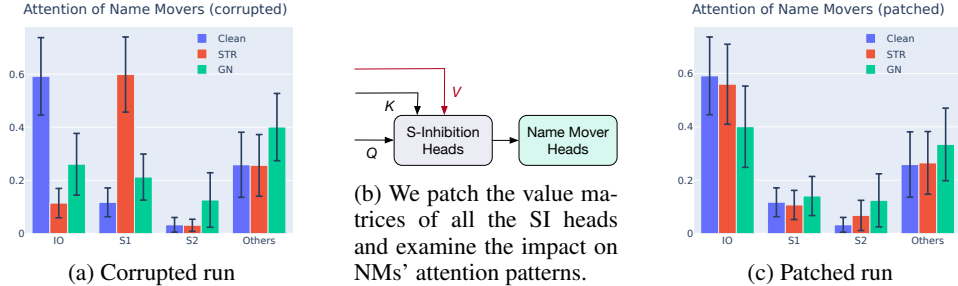 Attention of Name Movers (corrupted)
Clean
STR
GN
0.6
0.4
0.2
0
IO
S1
S2
Others
(a) Corrupted run
V
K
Q
S-Inhibition
Heads
Name Mover
Heads
(b) We patch the value ma-
trices of all the SI heads
and examine the impact on
NMs' attention patterns.
Attention of Name Movers (patched)
Clean
STR
GN
0.6
0.4
0.2
0
IO
S1
S2
Others
(c) Patched run